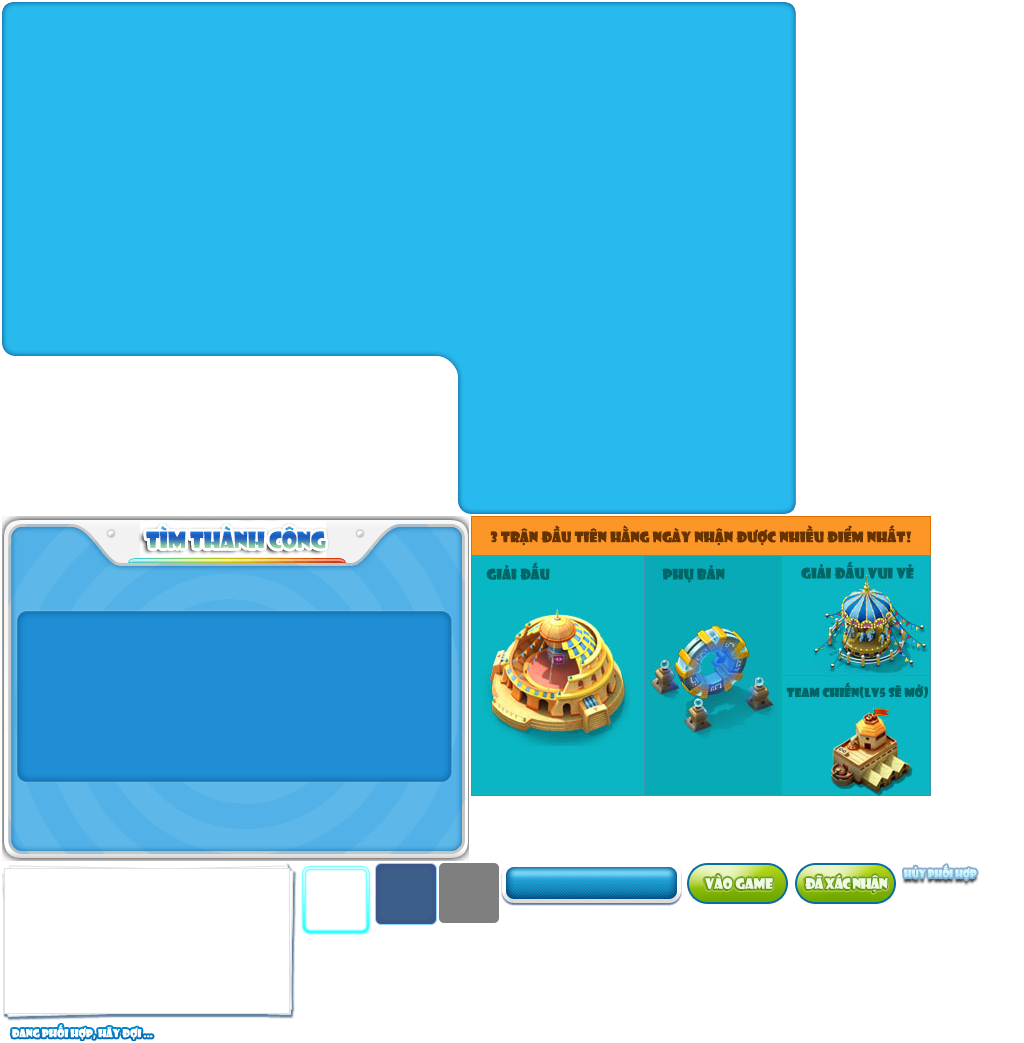 TÌM THÀNH CÔNG
3 TRẬN ĐẤU TIÊN HẰNG NGÀY NHẬN ĐƯỢC NHIỀU ĐIỂM NHẤT!
GIẢI ĐẤU
PHỤ BẢN
GIẢI ĐẤU VUI VẺ
TEAM CHIẾN(LV5 SẼ MỞ)
VÀO GAME
ĐÃ XÁC NHẬN
HỦY PHỐI HỢP
ĐANG PHỐI HỢP, HÃY ĐỢI ...